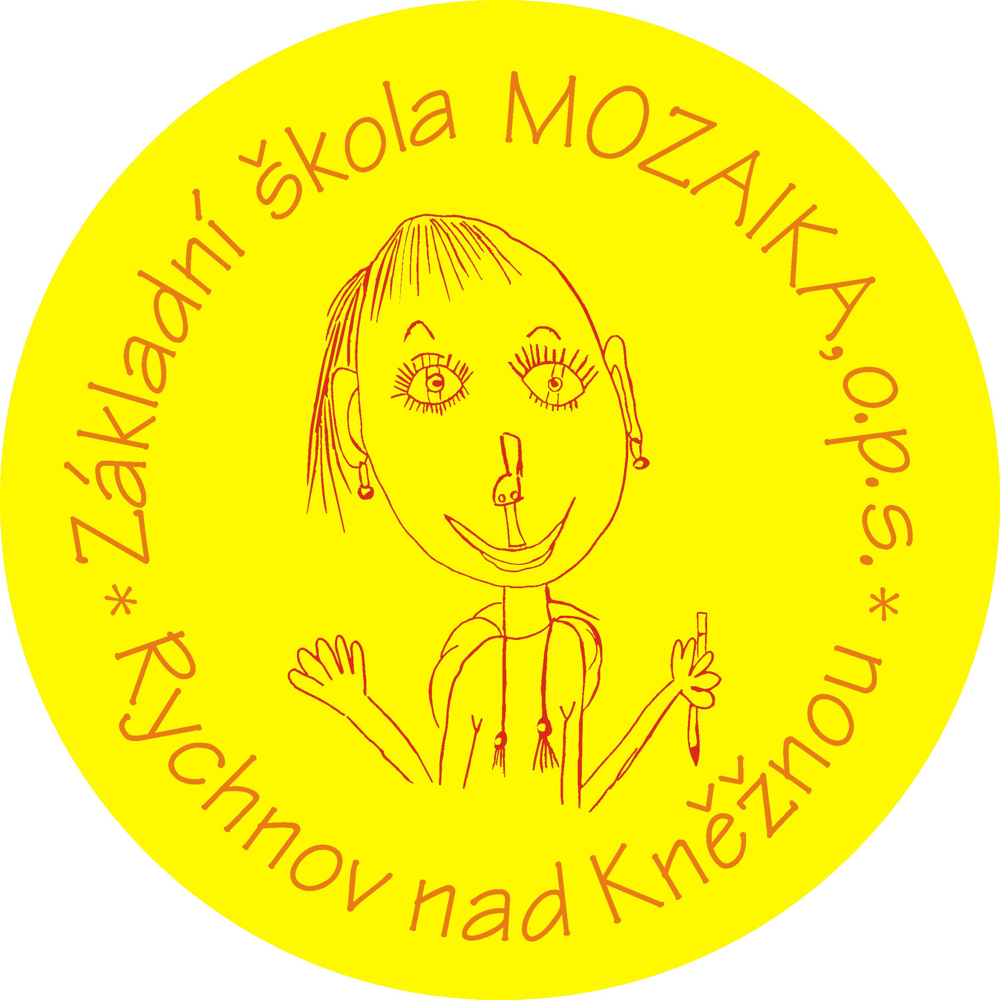 Základní škola MOZAIKA, o.p.s.
* Rychnov nad Kněžnou *